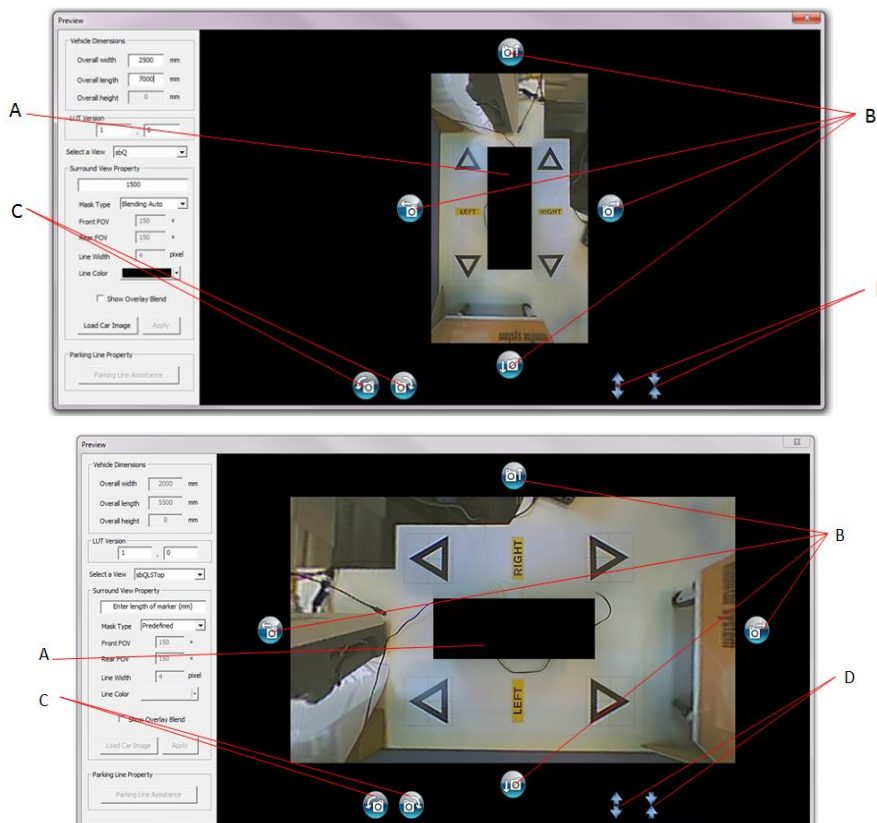 Preview
Vehicle Dimensions
Overall width 2500 mm
Overall length 7000 mm
Overall height 0 mm
LUT Version
1 . 0
Select a View sbQ
Surround View Property
1500
Mask Type Blending Auto
Front FOV 150 °
Rear FOV 150 °
Line Width 4 pixel
Line Color
Show Overlay Blend
Load Car Image Apply
Parking Line Property
Parking Line Assistance
A
B
C
LEFT RIGHT
Preview
Vehicle Dimensions
Overall width 2000 mm
Overall length 5500 mm
Overall height 0 mm
LUT Version
1 . 0
Select a View sbQLSTop
Surround View Property
Enter length of marker (mm)
Mask Type Predefined
Front FOV 150 °
Rear FOV 150 °
Line Width 4 pixel
Line Color
Show Overlay Blend
Load Car Image Apply
Parking Line Property
Parking Line Assistance
A
B
C
D
RIGHT
LEFT